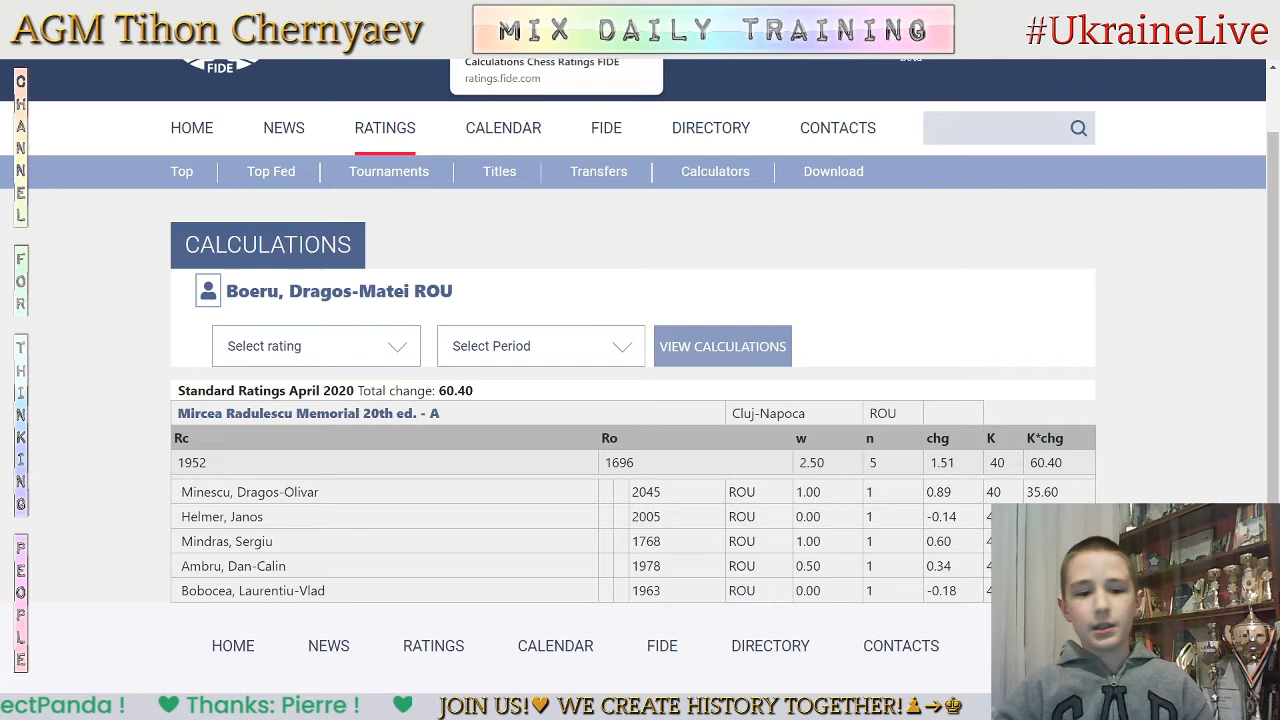 AGM Tihon Chernyaev
MIX DAILY TRAINING
#UkraineLive
CHANNEL FOR THINKING PEOPLE
FIDE
Calculations Chess Ratings FIDE
ratings.fide.com
beta
HOME NEWS RATINGS CALENDAR FIDE DIRECTORY CONTACTS
Top Top Fed Tournaments Titles Transfers Calculators Download
CALCULATIONS
Boeru, Dragos-Matei ROU
Select rating Select Period VIEW CALCULATIONS
Standard Ratings April 2020 Total change: 60.40
Mircea Radulescu Memorial 20th ed. - A Cluj-Napoca ROU
Rc Ro w n chg K K*chg
1952 1696 2.50 5 1.51 40 60.40
Minescu, Dragos-Olivar 2045 ROU 1.00 1 0.89 40 35.60
Helmer, Janos 2005 ROU 0.00 1 -0.14
Mindras, Sergiu 1768 ROU 1.00 1 0.60
Ambru, Dan-Calin 1978 ROU 0.50 1 0.34
Bobocea, Laurentiu-Vlad 1963 ROU 0.00 1 -0.18
HOME NEWS RATINGS CALENDAR FIDE DIRECTORY CONTACTS
GAP
ectPanda ! Thanks: Pierre ! JOIN US! WE CREATE HISTORY TOGETHER!